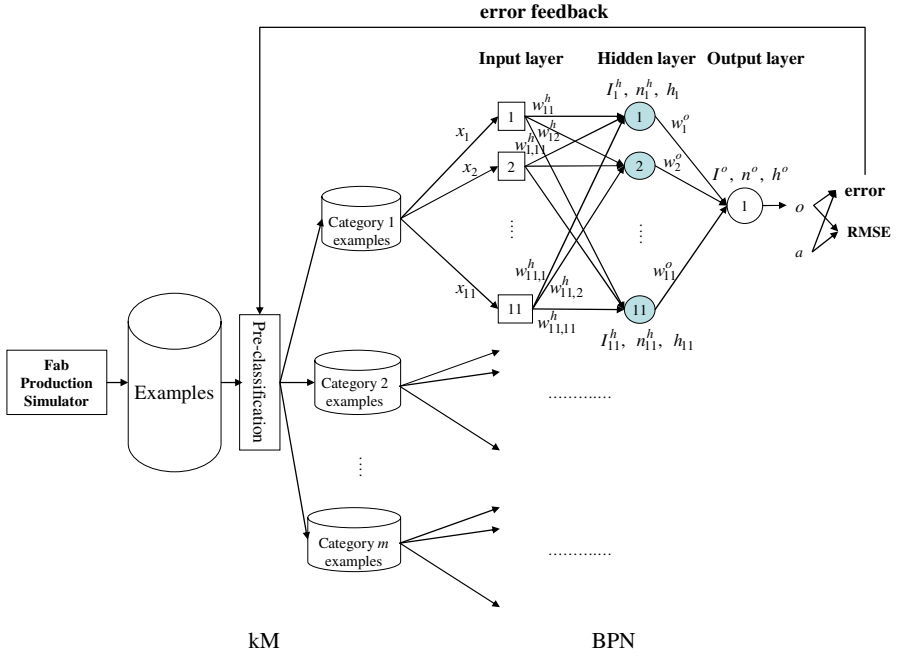 error feedback
Input layer Hidden layer Output layer
I₁ʰ, n₁ʰ, h₁
w₁₁ʰ
1 1
w₁₂ʰ
w₁ᵒ
x₁
w₁,₁₁ʰ
x₂
2 2
w₂ᵒ
Iᵒ, nᵒ, hᵒ
error
1
o
RMSE
a
Category 1
examples
⋮ ⋮
x₁₁
w₁₁,₁ʰ
w₁₁,₂ʰ
w₁₁ᵒ
11 11
w₁₁,₁₁ʰ
I₁₁ʰ, n₁₁ʰ, h₁₁
Fab
Production
Simulator
Examples
Pre-classification
Category 2
examples
.............
⋮
Category m
examples
.............
kM BPN